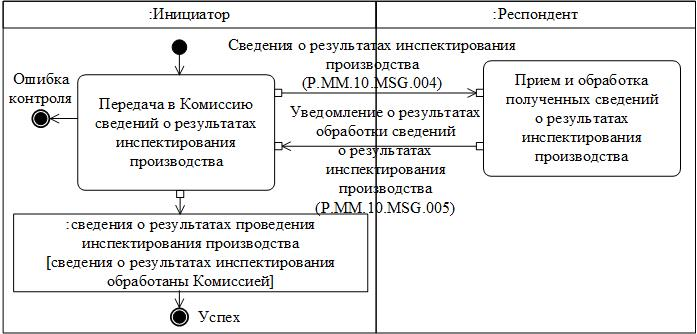 :Инициатор
:Респондент
Сведения о результатах инспектирования
производства
(P.MM.10.MSG.004)
Ошибка
контроля
Передача в Комиссию
сведений о результатах
инспектирования
производства
Прием и обработка
полученных сведений
о результатах
инспектирования
производства
Уведомление о результатах
обработки сведений
о результатах
инспектирования
производства
(P.MM.10.MSG.005)
:сведения о результатах проведения
инспектирования производства
[сведения о результатах инспектирования
обработаны Комиссией]
Успех